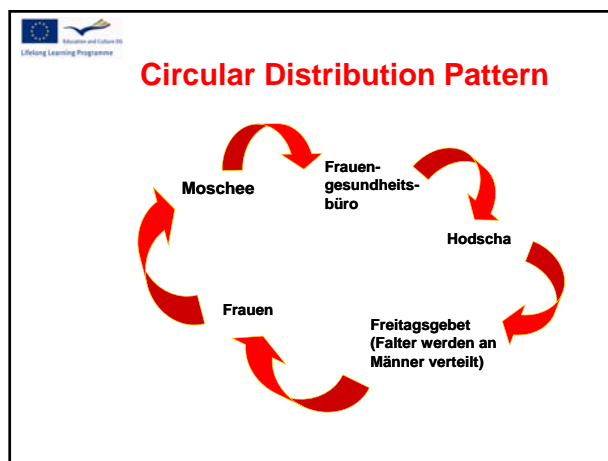 Education and Culture DG
Lifelong Learning Programme
Circular Distribution Pattern
Moschee
Frauen-
gesundheits-
büro
Hodscha
Freitagsgebet
(Falter werden an
Männer verteilt)
Frauen